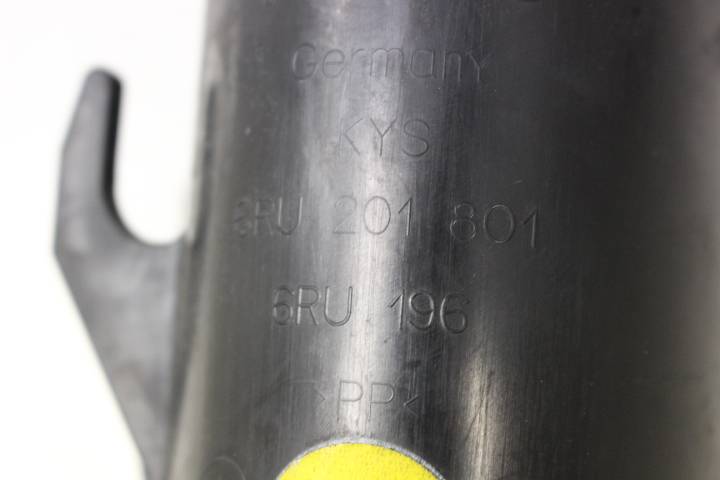 Germany
KYS
6RU 201 801
6RU 196
>PP<